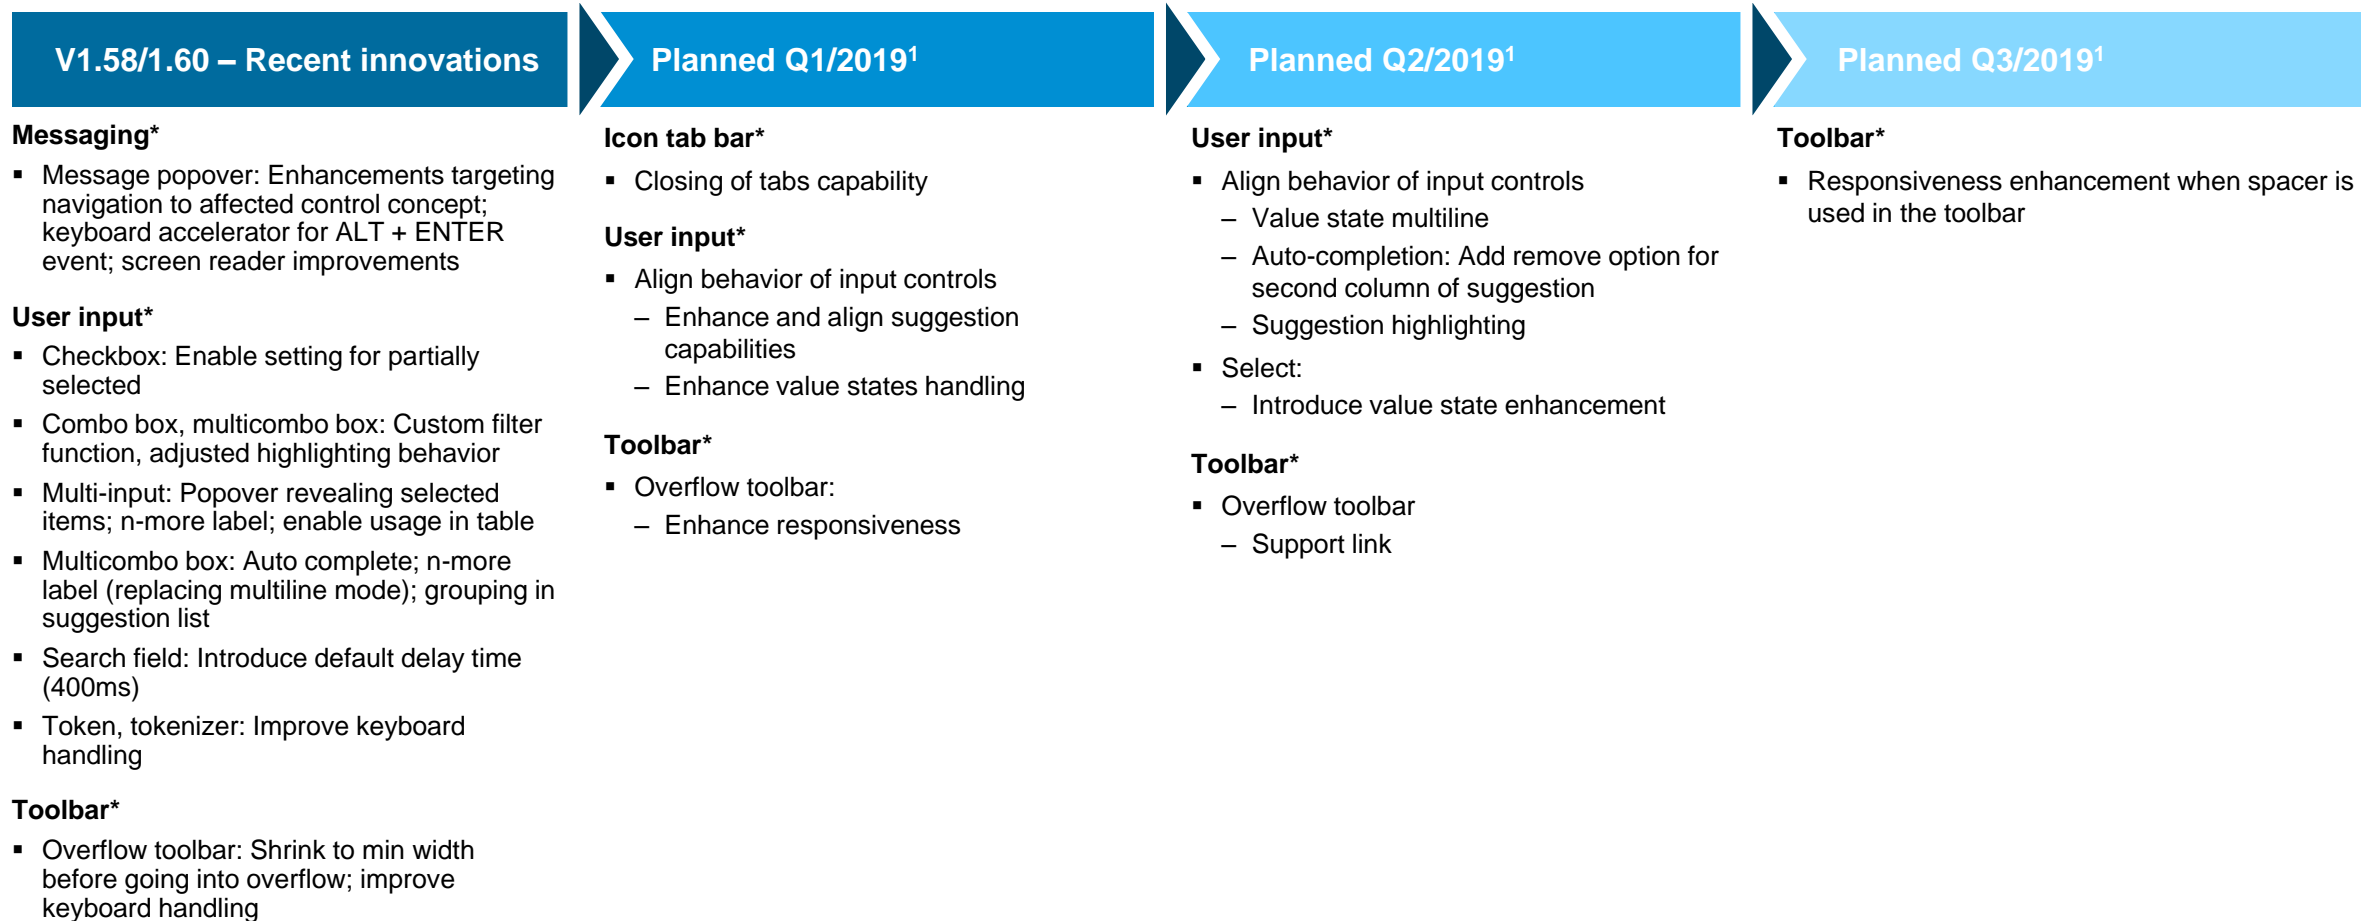 V1.58/1.60 – Recent innovations
Messaging*
▪ Message popover: Enhancements targeting
navigation to affected control concept;
keyboard accelerator for ALT + ENTER
event; screen reader improvements
User input*
▪ Checkbox: Enable setting for partially
selected
▪ Combo box, multicombo box: Custom filter
function, adjusted highlighting behavior
▪ Multi-input: Popover revealing selected
items; n-more label; enable usage in table
▪ Multicombo box: Auto complete; n-more
label (replacing multiline mode); grouping in
suggestion list
▪ Search field: Introduce default delay time
(400ms)
▪ Token, tokenizer: Improve keyboard
handling
Toolbar*
▪ Overflow toolbar: Shrink to min width
before going into overflow; improve
keyboard handling
Planned Q1/2019¹
Icon tab bar*
▪ Closing of tabs capability
User input*
▪ Align behavior of input controls
– Enhance and align suggestion
capabilities
– Enhance value states handling
Toolbar*
▪ Overflow toolbar:
– Enhance responsiveness
Planned Q2/2019¹
User input*
▪ Align behavior of input controls
– Value state multiline
– Auto-completion: Add remove option for
second column of suggestion
– Suggestion highlighting
▪ Select:
– Introduce value state enhancement
Toolbar*
▪ Overflow toolbar
– Support link
Planned Q3/2019¹
Toolbar*
▪ Responsiveness enhancement when spacer is
used in the toolbar